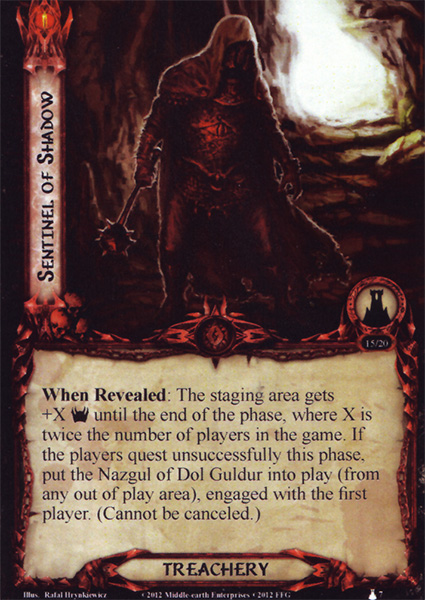 SENTINEL OF SHADOW
15/20
When Revealed: The staging area gets
+X until the end of the phase, where X is
twice the number of players in the game. If
the players quest unsuccessfully this phase,
put the Nazgul of Dol Guldur into play (from
any out of play area), engaged with the first
player. (Cannot be canceled.)
TREACHERY
Illus. Rafal Hrynkiewicz ©2012 Middle-earth Enterprises • 2012 FFG 7